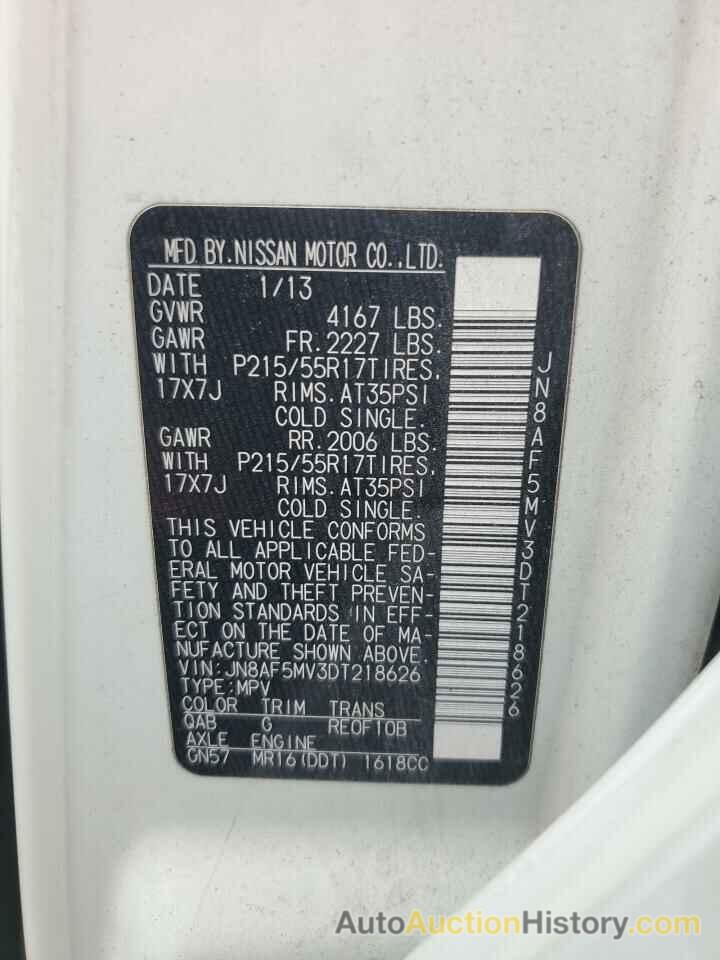 MFD BY. NISSAN MOTOR CO., LTD.
DATE 1/13
GVWR 4167 LBS.
GAWR FR. 2227 LBS.
WITH P215/55R17TIRES,
17X7J RIMS. AT35PSI
COLD SINGLE.
GAWR RR. 2006 LBS.
WITH P215/55R17TIRES,
17X7J RIMS. AT35PSI
COLD SINGLE.
THIS VEHICLE CONFORMS
TO ALL APPLICABLE FED-
ERAL MOTOR VEHICLE SA-
FETY AND THEFT PREVEN-
TION STANDARDS IN EFF-
ECT ON THE DATE OF MA-
NUFACTURE SHOWN ABOVE.
VIN: JN8AF5MV3DT218626
TYPE: MPV
COLOR TRIM TRANS
QAB G RE0F10B
AXLE ENGINE
GN57 MR16(DDT) 1618CC
JN8AF5MV3DT218626
AutoAuctionHistory.com